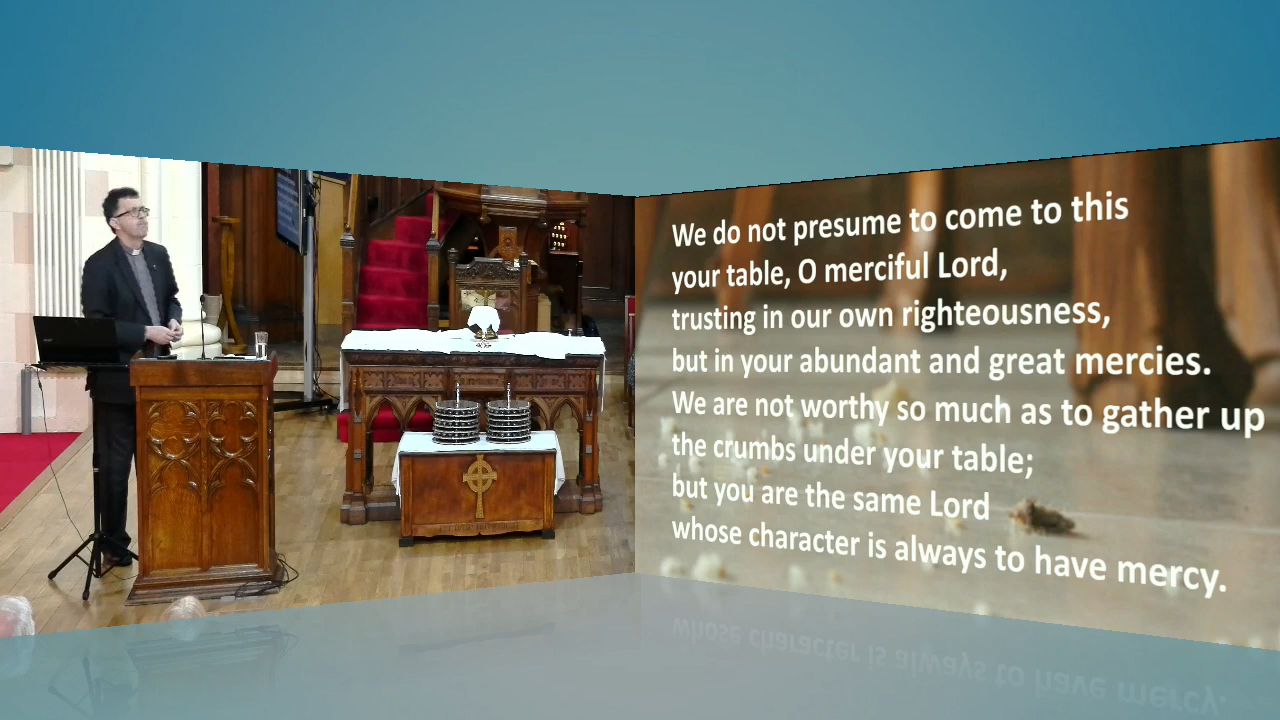 We do not presume to come to this
your table, O merciful Lord,
trusting in our own righteousness,
but in your abundant and great mercies.
We are not worthy so much as to gather up
the crumbs under your table;
but you are the same Lord
whose character is always to have mercy.